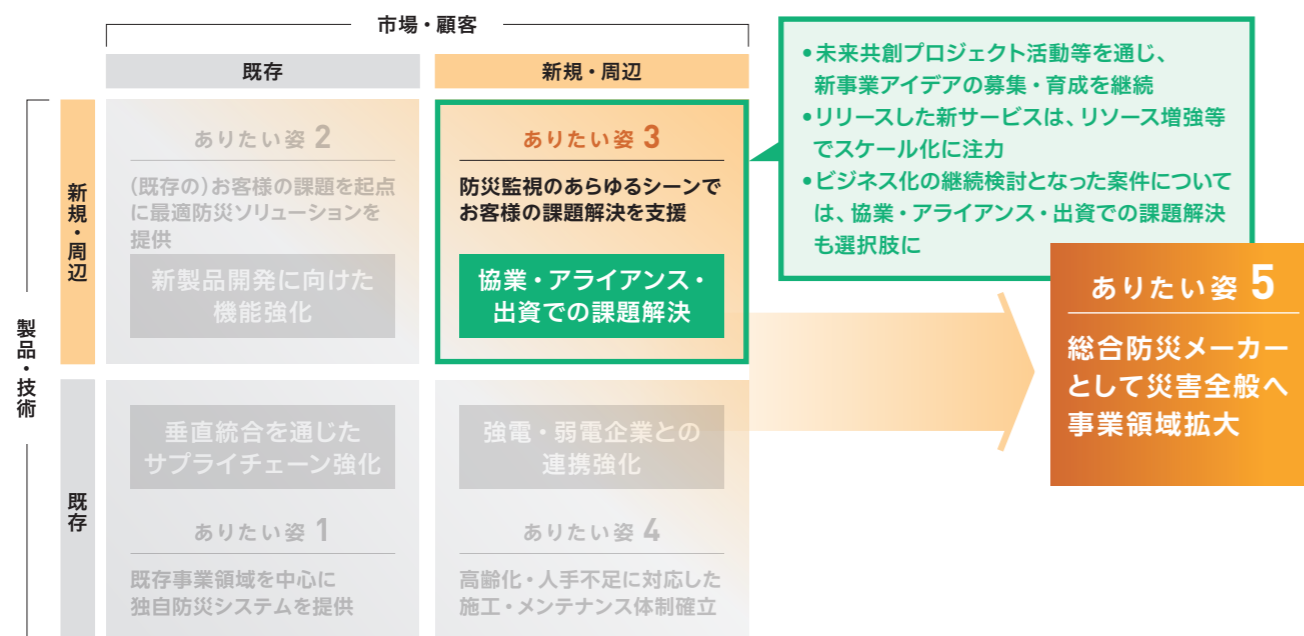 市場・顧客
既存
新規・周辺
製品・技術
新規・周辺
既存
ありたい姿 2
(既存の)お客様の課題を起点
に最適防災ソリューションを
提供
新製品開発に向けた
機能強化
ありたい姿 3
防災監視のあらゆるシーンで
お客様の課題解決を支援
協業・アライアンス・
出資での課題解決
垂直統合を通じた
サプライチェーン強化
ありたい姿 1
既存事業領域を中心に
独自防災システムを提供
強電・弱電企業との
連携強化
ありたい姿 4
高齢化・人手不足に対応した
施工・メンテナンス体制確立
•未来共創プロジェクト活動等を通じ、
新事業アイデアの募集・育成を継続
•リリースした新サービスは、リソース増強等
でスケール化に注力
•ビジネス化の継続検討となった案件について
は、協業・アライアンス・出資での課題解決
も選択肢に
ありたい姿 5
総合防災メーカー
として災害全般へ
事業領域拡大